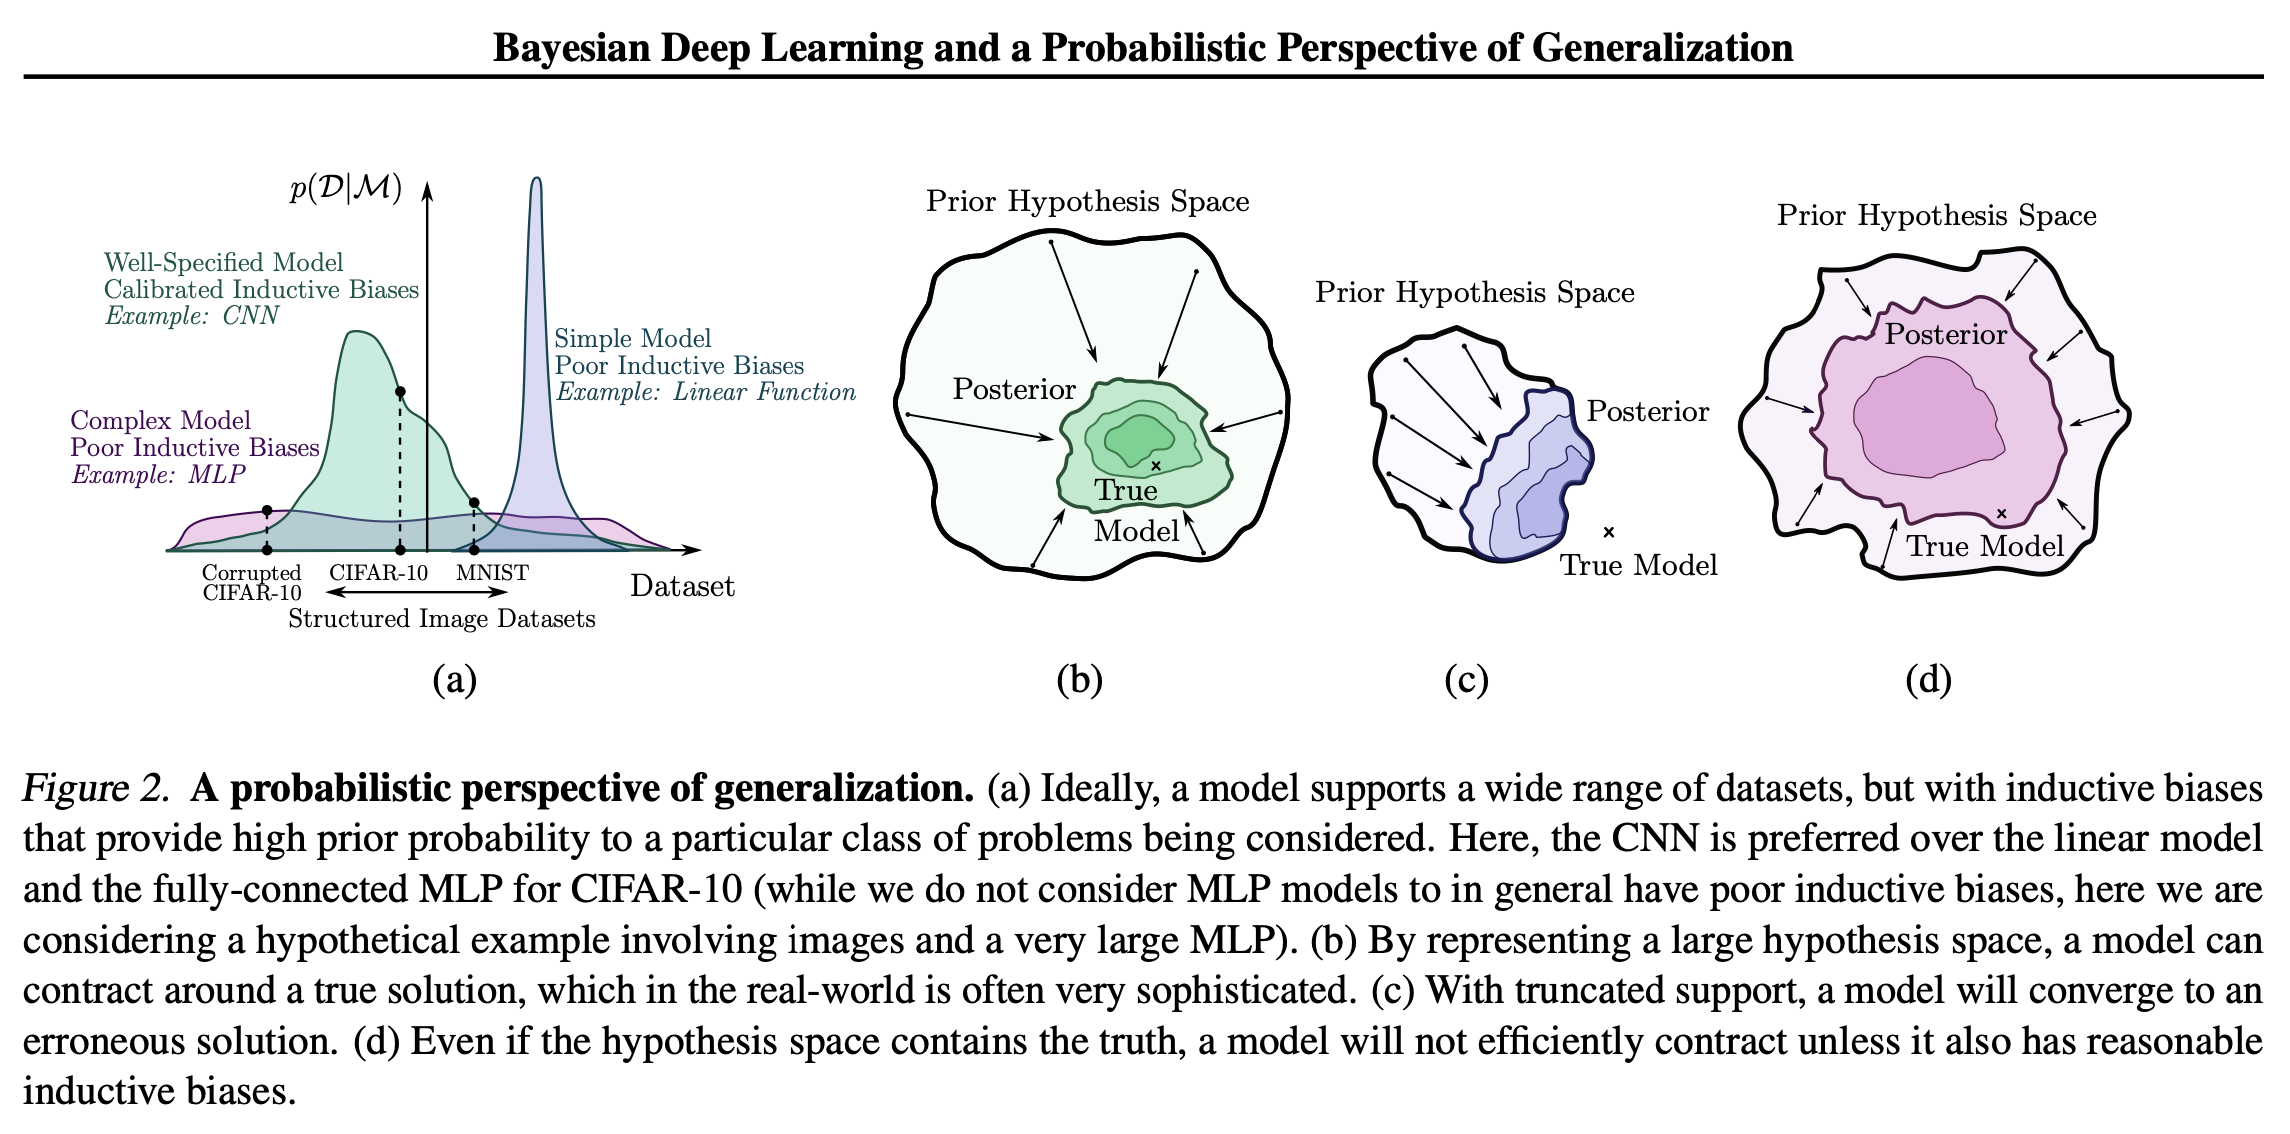 Bayesian Deep Learning and a Probabilistic Perspective of Generalization
p(𝒟|ℳ)
Well-Specified Model
Calibrated Inductive Biases
Example: CNN
Complex Model
Poor Inductive Biases
Example: MLP
Simple Model
Poor Inductive Biases
Example: Linear Function
Corrupted
CIFAR-10
CIFAR-10
MNIST
Dataset
Structured Image Datasets
(a)
Prior Hypothesis Space
Posterior
True
Model
(b)
Prior Hypothesis Space
Posterior
True Model
(c)
Prior Hypothesis Space
Posterior
True Model
(d)
Figure 2. A probabilistic perspective of generalization. (a) Ideally, a model supports a wide range of datasets, but with inductive biases
that provide high prior probability to a particular class of problems being considered. Here, the CNN is preferred over the linear model
and the fully-connected MLP for CIFAR-10 (while we do not consider MLP models to in general have poor inductive biases, here we are
considering a hypothetical example involving images and a very large MLP). (b) By representing a large hypothesis space, a model can
contract around a true solution, which in the real-world is often very sophisticated. (c) With truncated support, a model will converge to an
erroneous solution. (d) Even if the hypothesis space contains the truth, a model will not efficiently contract unless it also has reasonable
inductive biases.